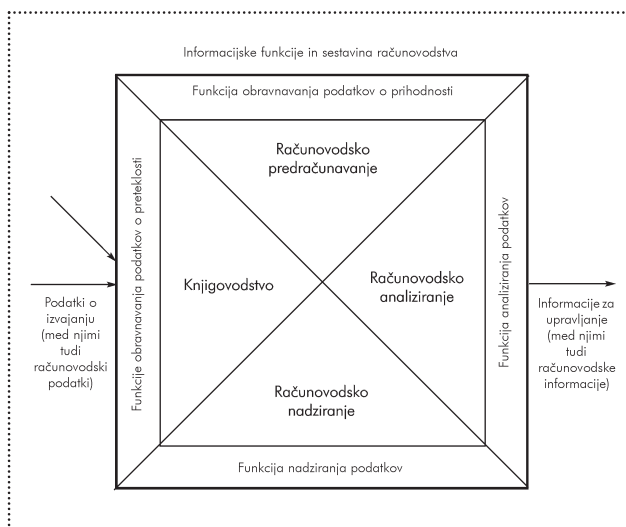 Informacijske funkcije in sestavina računovodstva
Funkcija obravnavanja podatkov o prihodnosti
Računovodsko
predračunavanje
Funkcije obravnavanja podatkov o preteklosti
Knjigovodstvo
Računovodsko
analiziranje
Funkcija analiziranja podatkov
Podatki o
izvajanju
(med njimi
tudi
računovodski
podatki)
Informacije za
upravljanje
(med njimi
tudi
računovodske
informacije)
Računovodsko
nadziranje
Funkcija nadziranja podatkov